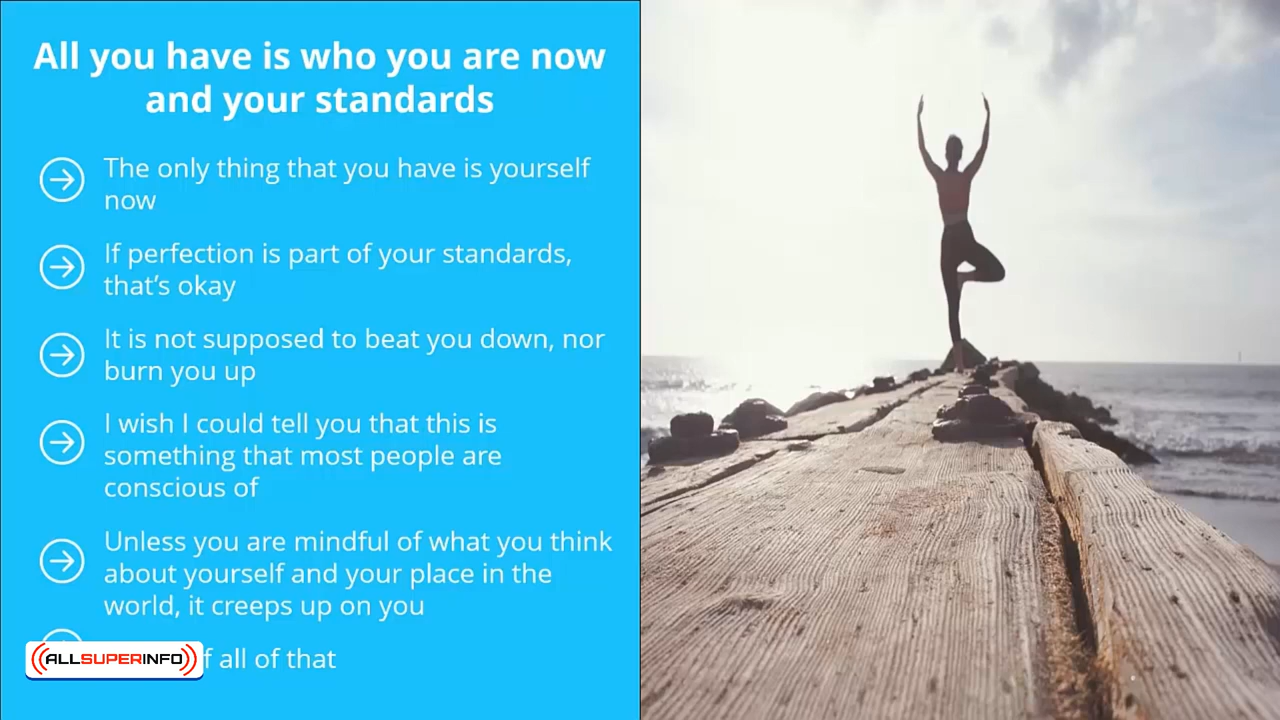 All you have is who you are now
and your standards
The only thing that you have is yourself
now
If perfection is part of your standards,
that’s okay
It is not supposed to beat you down, nor
burn you up
I wish I could tell you that this is
something that most people are
conscious of
Unless you are mindful of what you think
about yourself and your place in the
world, it creeps up on you
all of that
ALLSUPERINFO